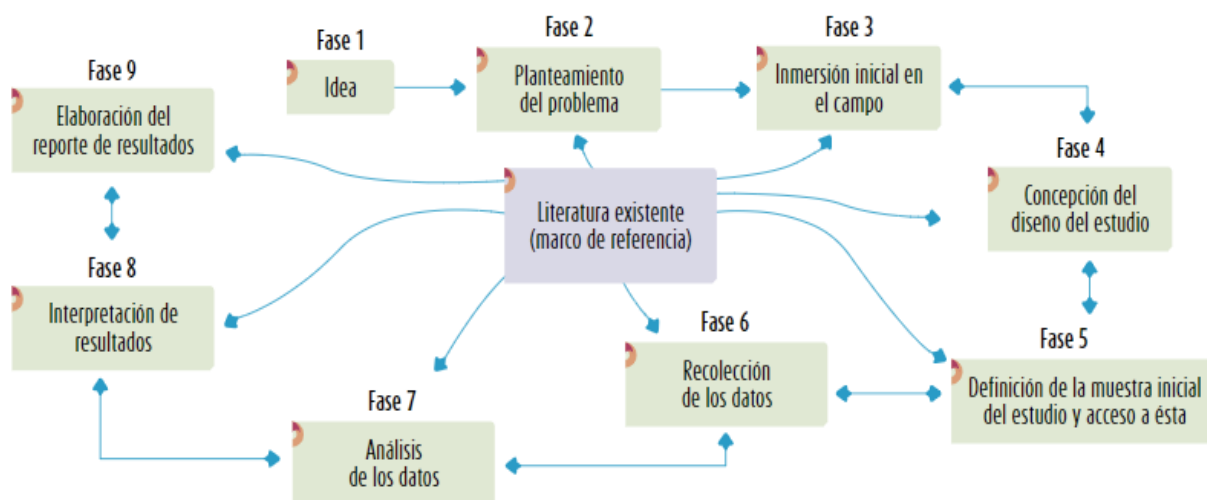 Fase 1
Idea
Fase 2
Planteamiento
del problema
Fase 3
Inmersión inicial en
el campo
Fase 4
Concepción del
diseño del estudio
Fase 5
Definición de la muestra inicial
del estudio y acceso a ésta
Fase 6
Recolección
de los datos
Fase 7
Análisis
de los datos
Fase 8
Interpretación de
resultados
Fase 9
Elaboración del
reporte de resultados
Literatura existente
(marco de referencia)